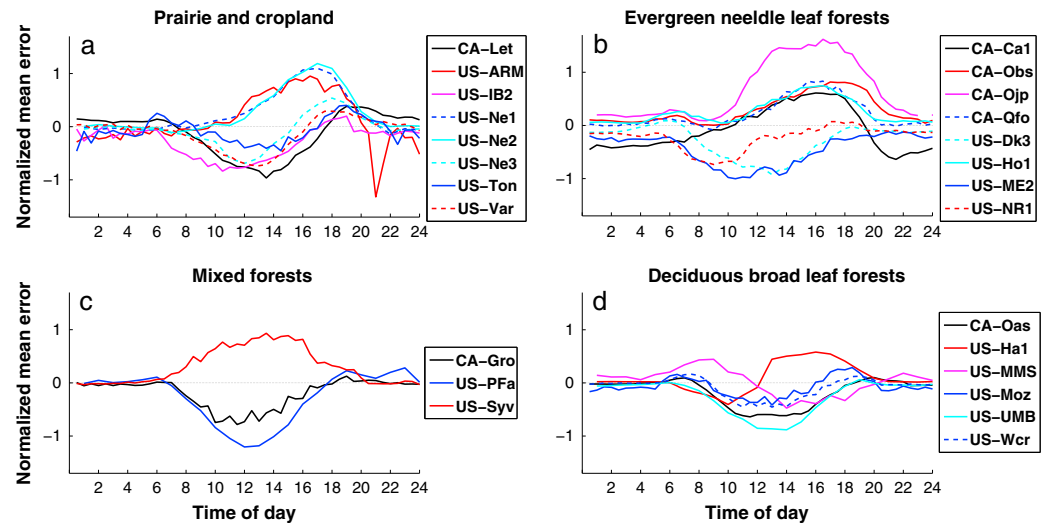 Prairie and cropland
Normalized mean error
a
1
0
−1
2 4 6 8 10 12 14 16 18 20 22 24
CA−Let
US−ARM
US−IB2
US−Ne1
US−Ne2
US−Ne3
US−Ton
US−Var
Evergreen neeldle leaf forests
b
1
0
−1
2 4 6 8 10 12 14 16 18 20 22 24
CA−Ca1
CA−Obs
CA−Ojp
CA−Qfo
US−Dk3
US−Ho1
US−ME2
US−NR1
Mixed forests
Normalized mean error
c
1
0
−1
2 4 6 8 10 12 14 16 18 20 22 24
Time of day
CA−Gro
US−PFa
US−Syv
Deciduous broad leaf forests
d
1
0
−1
2 4 6 8 10 12 14 16 18 20 22 24
Time of day
CA−Oas
US−Ha1
US−MMS
US−Moz
US−UMB
US−Wcr